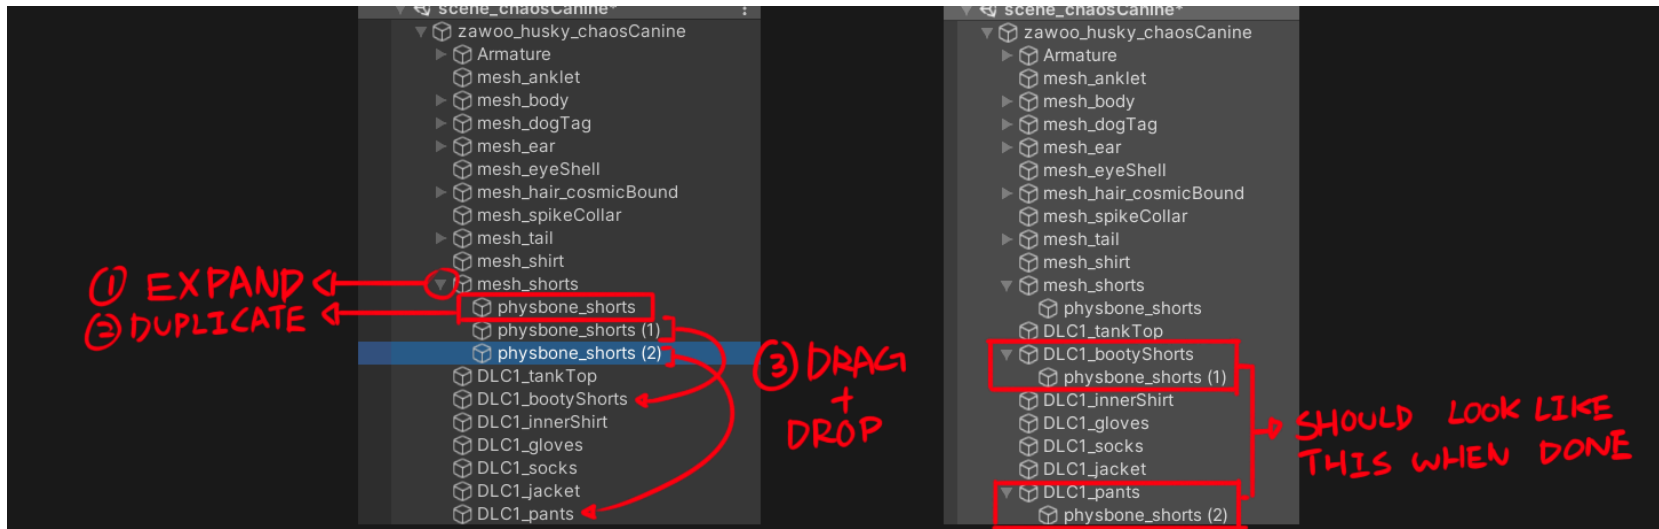 scene_chaosCanine*
zawoo_husky_chaosCanine
Armature
mesh_anklet
mesh_body
mesh_dogTag
mesh_ear
mesh_eyeShell
mesh_hair_cosmicBound
mesh_spikeCollar
mesh_tail
mesh_shirt
mesh_shorts
physbone_shorts
physbone_shorts (1)
physbone_shorts (2)
DLC1_tankTop
DLC1_bootyShorts
DLC1_innerShirt
DLC1_gloves
DLC1_socks
DLC1_jacket
DLC1_pants
① EXPAND
② DUPLICATE
③ DRAG
+
DROP
scene_chaosCanine*
zawoo_husky_chaosCanine
Armature
mesh_anklet
mesh_body
mesh_dogTag
mesh_ear
mesh_eyeShell
mesh_hair_cosmicBound
mesh_spikeCollar
mesh_tail
mesh_shirt
mesh_shorts
physbone_shorts
DLC1_tankTop
DLC1_bootyShorts
physbone_shorts (1)
DLC1_innerShirt
DLC1_gloves
DLC1_socks
DLC1_jacket
DLC1_pants
physbone_shorts (2)
SHOULD LOOK LIKE
THIS WHEN DONE